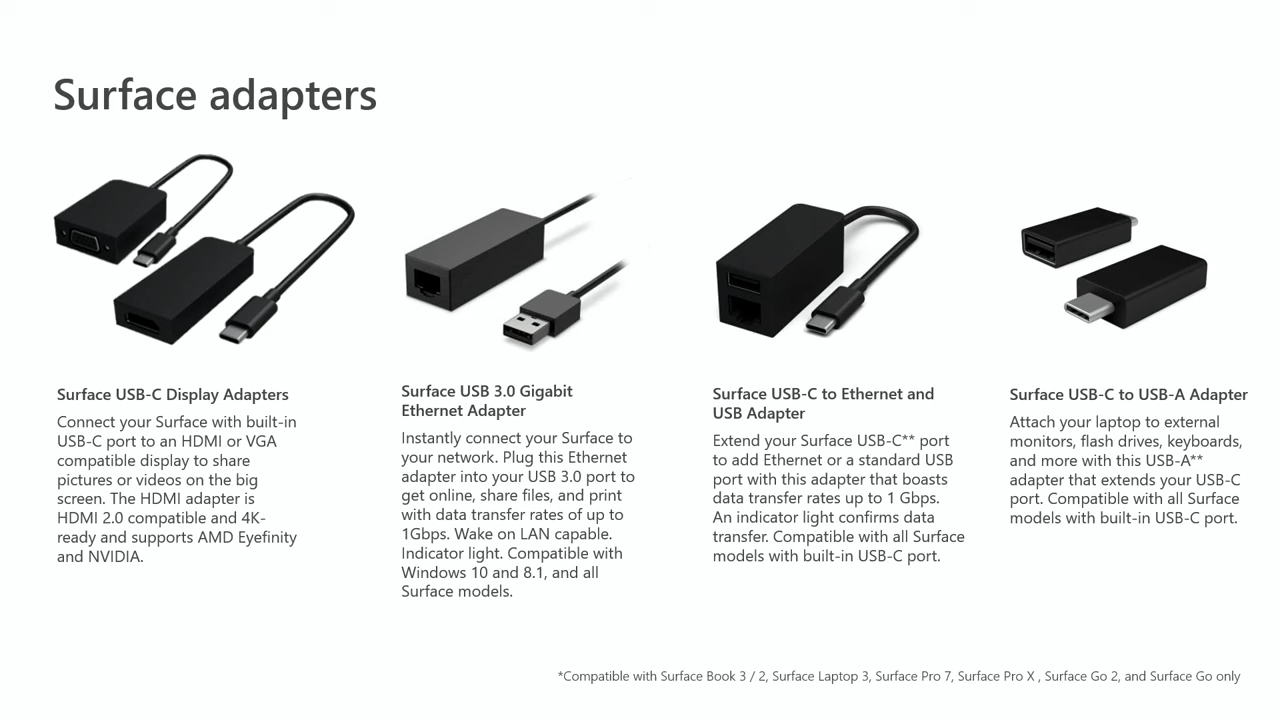 Surface adapters
Surface USB-C Display Adapters
Connect your Surface with built-in
USB-C port to an HDMI or VGA
compatible display to share
pictures or videos on the big
screen. The HDMI adapter is
HDMI 2.0 compatible and 4K-
ready and supports AMD Eyefinity
and NVIDIA.
Surface USB 3.0 Gigabit
Ethernet Adapter
Instantly connect your Surface to
your network. Plug this Ethernet
adapter into your USB 3.0 port to
get online, share files, and print
with data transfer rates of up to
1Gbps. Wake on LAN capable.
Indicator light. Compatible with
Windows 10 and 8.1, and all
Surface models.
Surface USB-C to Ethernet and
USB Adapter
Extend your Surface USB-C** port
to add Ethernet or a standard USB
port with this adapter that boasts
data transfer rates up to 1 Gbps.
An indicator light confirms data
transfer. Compatible with all Surface
models with built-in USB-C port.
Surface USB-C to USB-A Adapter
Attach your laptop to external
monitors, flash drives, keyboards,
and more with this USB-A**
adapter that extends your USB-C
port. Compatible with all Surface
models with built-in USB-C port.
*Compatible with Surface Book 3 / 2, Surface Laptop 3, Surface Pro 7, Surface Pro X , Surface Go 2, and Surface Go only